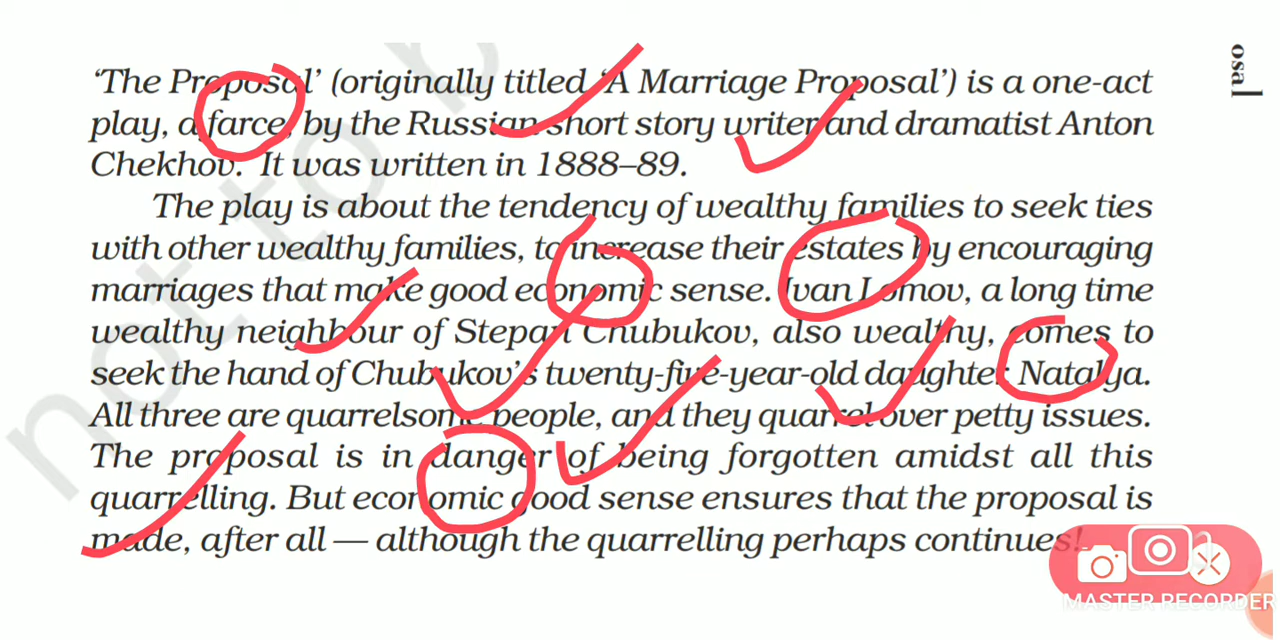 ‘The Proposal’ (originally titled ‘A Marriage Proposal’) is a one-act
play, a farce, by the Russian short story writer and dramatist Anton
Chekhov. It was written in 1888–89.
The play is about the tendency of wealthy families to seek ties
with other wealthy families, to increase their estates by encouraging
marriages that make good economic sense. Ivan Lomov, a long time
wealthy neighbour of Stepan Chubukov, also wealthy, comes to
seek the hand of Chubukov’s twenty-five-year-old daughter Natalya.
All three are quarrelsome people, and they quarrel over petty issues.
The proposal is in danger of being forgotten amidst all this
quarrelling. But economic good sense ensures that the proposal is
made, after all — although the quarrelling perhaps continues!
osal
not to
MASTER RECORDER